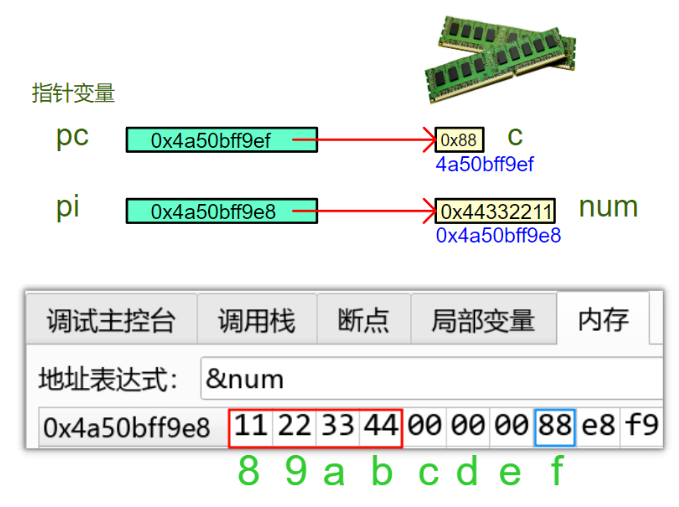 指针变量
pc 0x4a50bff9ef 0x88 c
4a50bff9ef
pi 0x4a50bff9e8 0x44332211 num
0x4a50bff9e8
调试主控台 调用栈 断点 局部变量 内存
地址表达式: &num
0x4a50bff9e8 11 22 33 44 00 00 00 88 e8 f9
8 9 a b c d e f